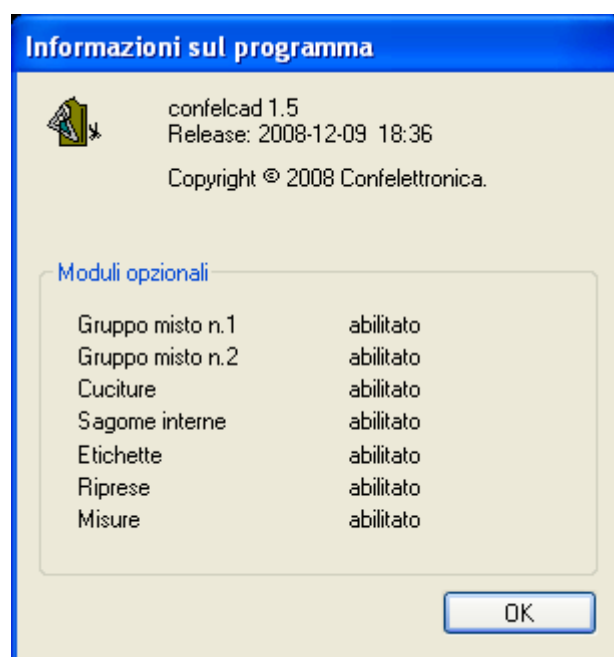 Informazioni sul programma
confelcad 1.5
Release: 2008-12-09 18:36
Copyright © 2008 Confelettronica.
Moduli opzionali
Gruppo misto n.1 abilitato
Gruppo misto n.2 abilitato
Cuciture abilitato
Sagome interne abilitato
Etichette abilitato
Riprese abilitato
Misure abilitato
OK